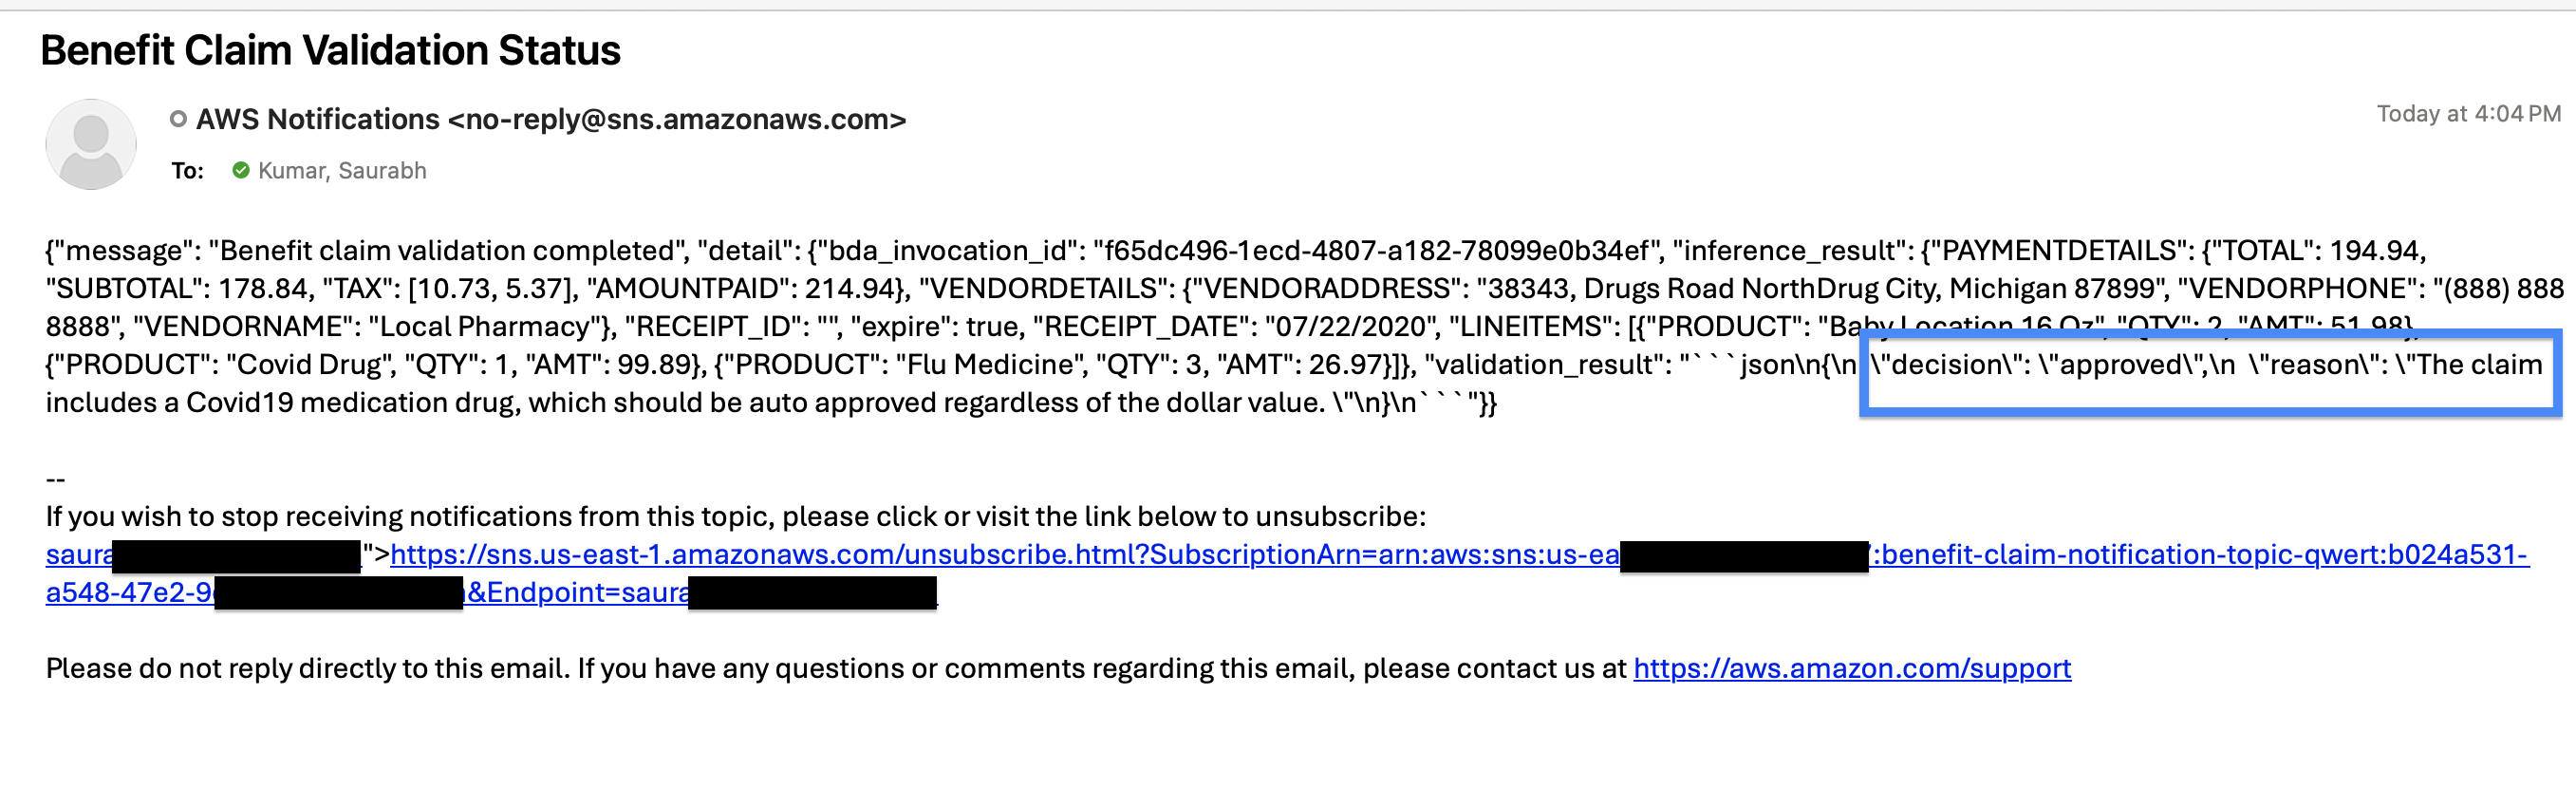 Benefit Claim Validation Status
AWS Notifications <no-reply@sns.amazonaws.com>
Today at 4:04 PM
To: Kumar, Saurabh
{"message": "Benefit claim validation completed", "detail": {"bda_invocation_id": "f65dc496-1ecd-4807-a182-78099e0b34ef", "inference_result": {"PAYMENTDETAILS": {"TOTAL": 194.94,
"SUBTOTAL": 178.84, "TAX": [10.73, 5.37], "AMOUNTPAID": 214.94}, "VENDORDETAILS": {"VENDORADDRESS": "38343, Drugs Road NorthDrug City, Michigan 87899", "VENDORPHONE": "(888) 888
8888", "VENDORNAME": "Local Pharmacy"}, "RECEIPT_ID": "", "expire": true, "RECEIPT_DATE": "07/22/2020", "LINEITEMS": [{"PRODUCT": "Baby Location 16 Oz", "QTY": 2, "AMT": 51.98},
{"PRODUCT": "Covid Drug", "QTY": 1, "AMT": 99.89}, {"PRODUCT": "Flu Medicine", "QTY": 3, "AMT": 26.97}]}, "validation_result": "```json\n{\n \"decision\": \"approved\",\n \"reason\": \"The claim
includes a Covid19 medication drug, which should be auto approved regardless of the dollar value. \"\n}\n```"}}
--
If you wish to stop receiving notifications from this topic, please click or visit the link below to unsubscribe:
saura">https://sns.us-east-1.amazonaws.com/unsubscribe.html?SubscriptionArn=arn:aws:sns:us-ea:benefit-claim-notification-topic-qwert:b024a531-
a548-47e2-9&Endpoint=saura
Please do not reply directly to this email. If you have any questions or comments regarding this email, please contact us at https://aws.amazon.com/support